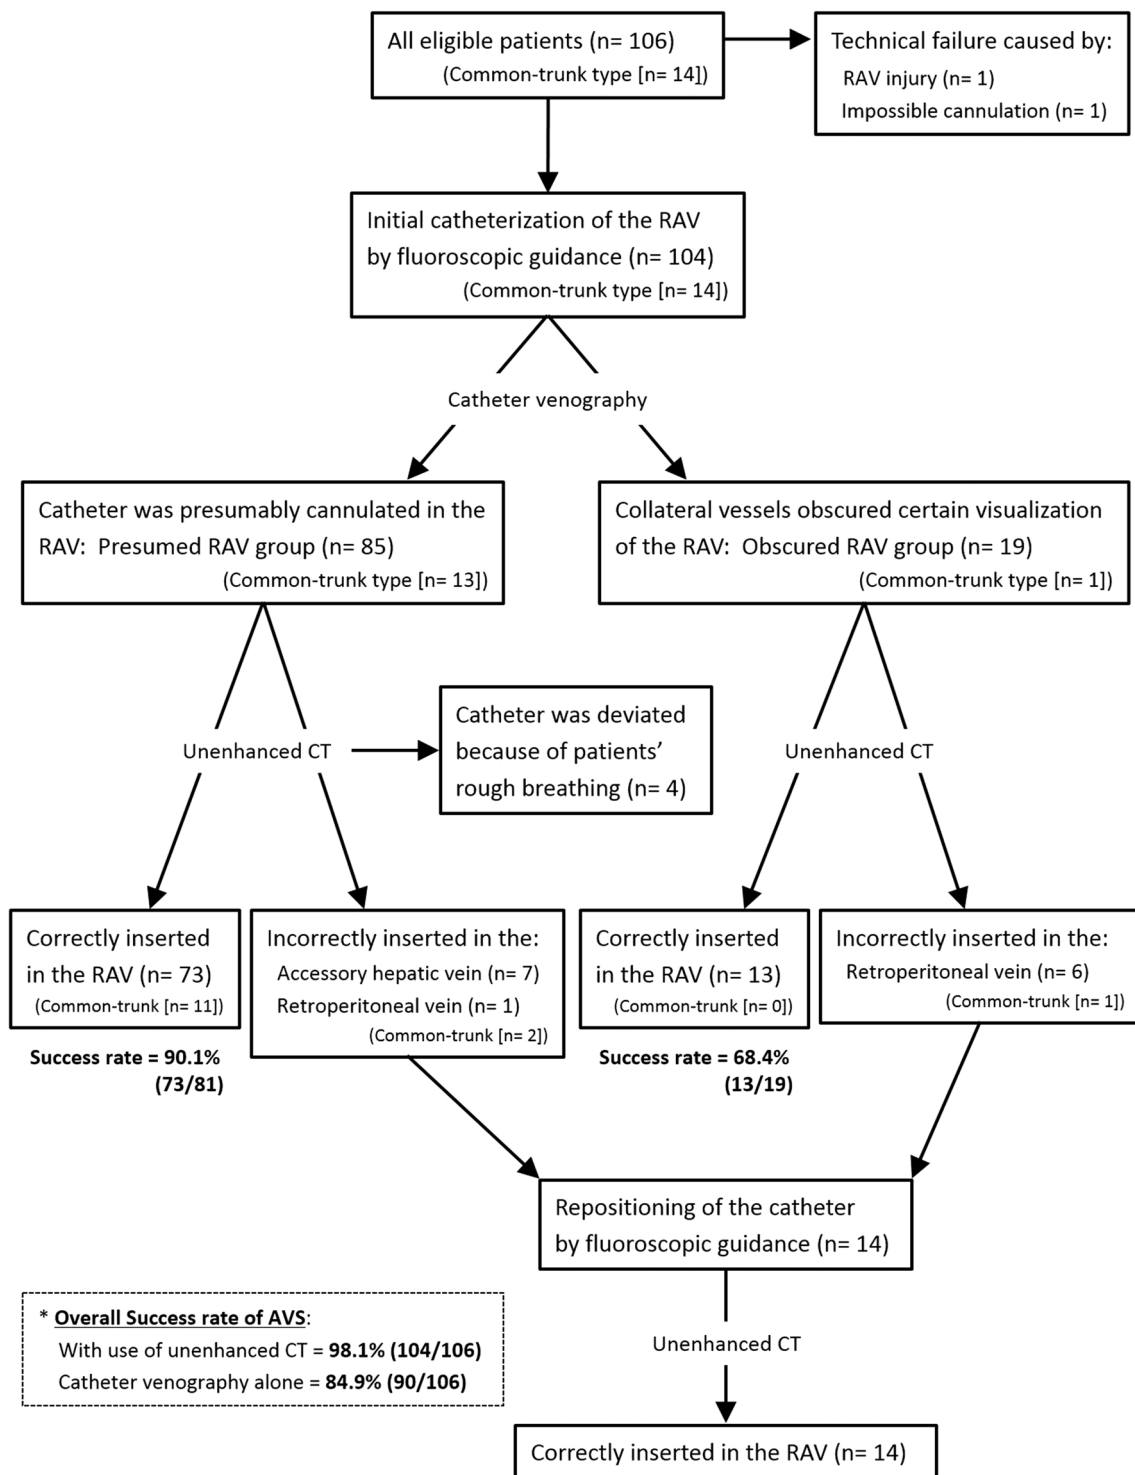 All eligible patients (n= 106)
(Common-trunk type [n= 14])
Technical failure caused by:
RAV injury (n= 1)
Impossible cannulation (n= 1)
Initial catheterization of the RAV
by fluoroscopic guidance (n= 104)
(Common-trunk type [n= 14])
Catheter venography
Catheter was presumably cannulated in the
RAV: Presumed RAV group (n= 85)
(Common-trunk type [n= 13])
Collateral vessels obscured certain visualization
of the RAV: Obscured RAV group (n= 19)
(Common-trunk type [n= 1])
Unenhanced CT
Catheter was deviated
because of patients’
rough breathing (n= 4)
Unenhanced CT
Correctly inserted
in the RAV (n= 73)
(Common-trunk [n= 11])
Success rate = 90.1%
(73/81)
Incorrectly inserted in the:
Accessory hepatic vein (n= 7)
Retroperitoneal vein (n= 1)
(Common-trunk [n= 2])
Correctly inserted
in the RAV (n= 13)
(Common-trunk [n= 0])
Success rate = 68.4%
(13/19)
Incorrectly inserted in the:
Retroperitoneal vein (n= 6)
(Common-trunk [n= 1])
Repositioning of the catheter
by fluoroscopic guidance (n= 14)
Unenhanced CT
Correctly inserted in the RAV (n= 14)
* Overall Success rate of AVS:
With use of unenhanced CT = 98.1% (104/106)
Catheter venography alone = 84.9% (90/106)